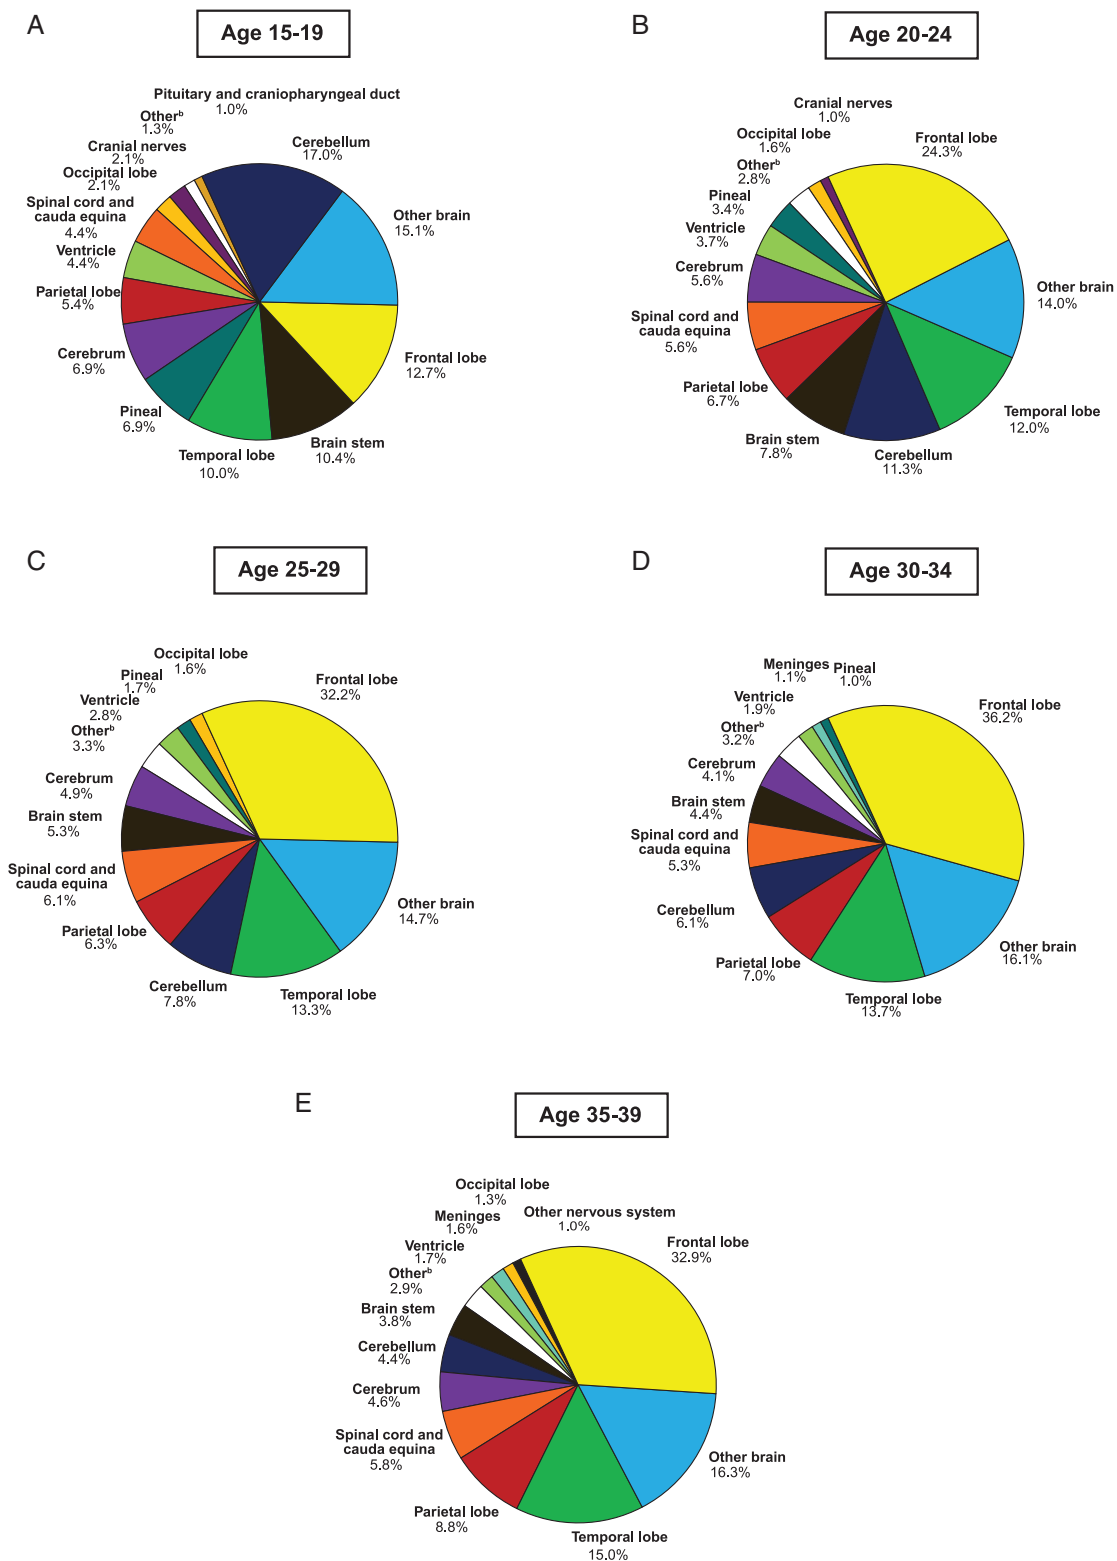 A
Age 15-19
Pituitary and craniopharyngeal duct
1.0%
Otherᵇ
1.3%
Cranial nerves
2.1%
Occipital lobe
2.1%
Spinal cord and
cauda equina
4.4%
Ventricle
4.4%
Parietal lobe
5.4%
Cerebrum
6.9%
Pineal
6.9%
Temporal lobe
10.0%
Brain stem
10.4%
Frontal lobe
12.7%
Other brain
15.1%
Cerebellum
17.0%
B
Age 20-24
Cranial nerves
1.0%
Occipital lobe
1.6%
Otherᵇ
2.8%
Pineal
3.4%
Ventricle
3.7%
Cerebrum
5.6%
Spinal cord and
cauda equina
5.6%
Parietal lobe
6.7%
Brain stem
7.8%
Cerebellum
11.3%
Temporal lobe
12.0%
Other brain
14.0%
Frontal lobe
24.3%
C
Age 25-29
Occipital lobe
1.6%
Pineal
1.7%
Ventricle
2.8%
Otherᵇ
3.3%
Cerebrum
4.9%
Brain stem
5.3%
Spinal cord and
cauda equina
6.1%
Parietal lobe
6.3%
Cerebellum
7.8%
Temporal lobe
13.3%
Other brain
14.7%
Frontal lobe
32.2%
D
Age 30-34
Meninges
1.1%
Pineal
1.0%
Ventricle
1.9%
Otherᵇ
3.2%
Cerebrum
4.1%
Brain stem
4.4%
Spinal cord and
cauda equina
5.3%
Cerebellum
6.1%
Parietal lobe
7.0%
Temporal lobe
13.7%
Other brain
16.1%
Frontal lobe
36.2%
E
Age 35-39
Occipital lobe
1.3%
Other nervous system
1.0%
Meninges
1.6%
Ventricle
1.7%
Otherᵇ
2.9%
Brain stem
3.8%
Cerebellum
4.4%
Cerebrum
4.6%
Spinal cord and
cauda equina
5.8%
Parietal lobe
8.8%
Temporal lobe
15.0%
Other brain
16.3%
Frontal lobe
32.9%